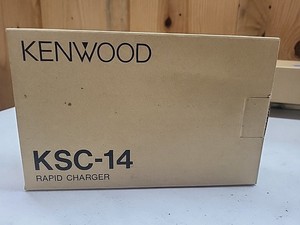 KENWOOD
KSC-14
RAPID CHARGER